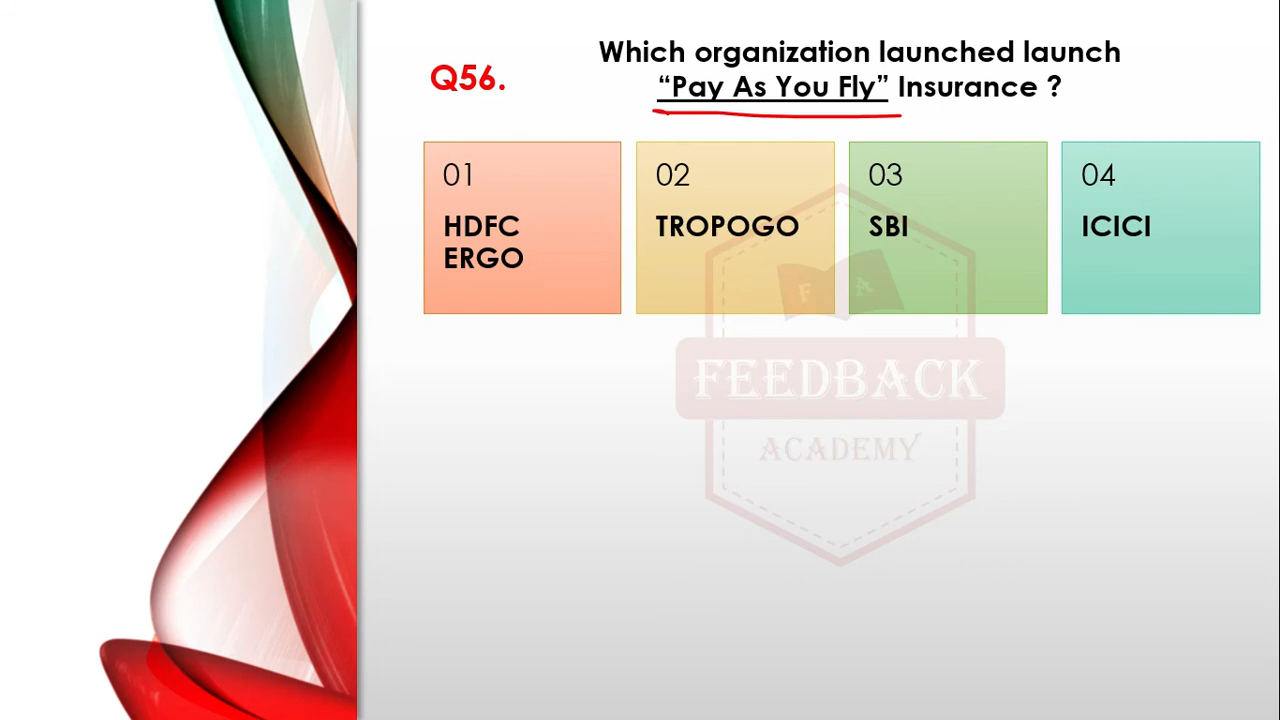 Q56.
Which organization launched launch
“Pay As You Fly” Insurance ?
01
HDFC
ERGO
02
TROPOGO
03
SBI
04
ICICI
F A
FEEDBACK
ACADEMY